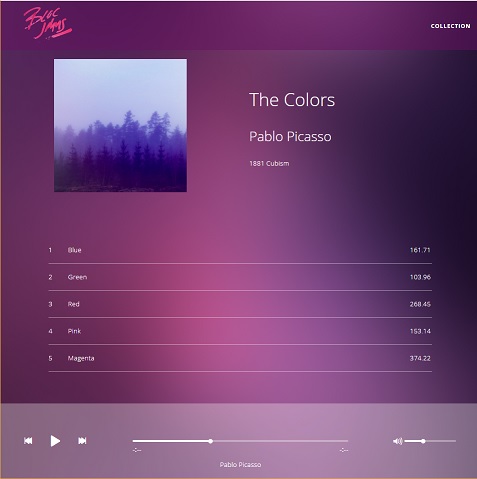 Bloc
Jams
COLLECTION
The Colors
Pablo Picasso
1881 Cubism
1 Blue 161.71
2 Green 103.96
3 Red 268.45
4 Pink 153.14
5 Magenta 374.22
-:-- -:--
Pablo Picasso